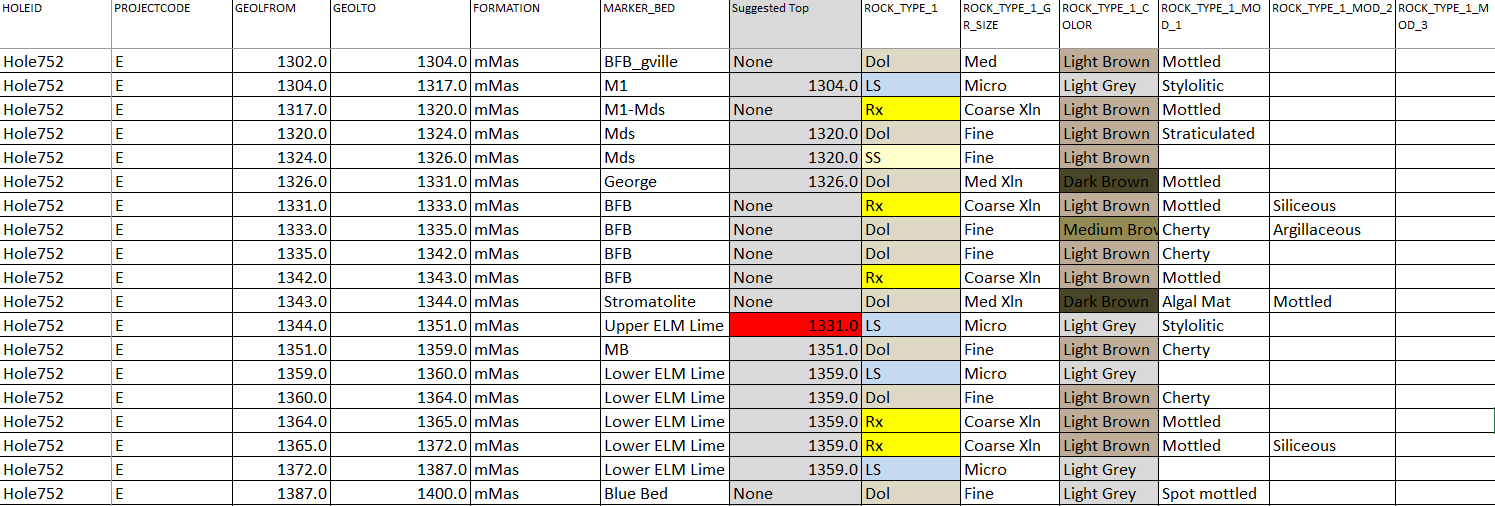 HOLEID PROJECTCODE GEOLFROM GEOLTO FORMATION MARKER_BED Suggested Top ROCK_TYPE_1 ROCK_TYPE_1_GR_SIZE ROCK_TYPE_1_COLOR ROCK_TYPE_1_MOD_1 ROCK_TYPE_1_MOD_2 ROCK_TYPE_1_MOD_3
Hole752 E 1302.0 1304.0 mMas BFB_gville None Dol Med Light Brown Mottled
Hole752 E 1304.0 1317.0 mMas M1 1304.0 LS Micro Light Grey Stylolitic
Hole752 E 1317.0 1320.0 mMas M1-Mds None Rx Coarse Xln Light Brown Mottled
Hole752 E 1320.0 1324.0 mMas Mds 1320.0 Dol Fine Light Brown Straticulated
Hole752 E 1324.0 1326.0 mMas Mds 1320.0 SS Fine Light Brown
Hole752 E 1326.0 1331.0 mMas George 1326.0 Dol Med Xln Dark Brown Mottled
Hole752 E 1331.0 1333.0 mMas BFB None Rx Coarse Xln Light Brown Mottled Siliceous
Hole752 E 1333.0 1335.0 mMas BFB None Dol Fine Medium Brov Cherty Argillaceous
Hole752 E 1335.0 1342.0 mMas BFB None Dol Fine Light Brown Cherty
Hole752 E 1342.0 1343.0 mMas BFB None Rx Coarse Xln Light Brown Mottled
Hole752 E 1343.0 1344.0 mMas Stromatolite None Dol Med Xln Dark Brown Algal Mat Mottled
Hole752 E 1344.0 1351.0 mMas Upper ELM Lime 1331.0 LS Micro Light Grey Stylolitic
Hole752 E 1351.0 1359.0 mMas MB 1351.0 Dol Fine Light Brown Cherty
Hole752 E 1359.0 1360.0 mMas Lower ELM Lime 1359.0 LS Micro Light Grey
Hole752 E 1360.0 1364.0 mMas Lower ELM Lime 1359.0 Dol Fine Light Brown Cherty
Hole752 E 1364.0 1365.0 mMas Lower ELM Lime 1359.0 Rx Coarse Xln Light Brown Mottled
Hole752 E 1365.0 1372.0 mMas Lower ELM Lime 1359.0 Rx Coarse Xln Light Brown Mottled Siliceous
Hole752 E 1372.0 1387.0 mMas Lower ELM Lime 1359.0 LS Micro Light Grey
Hole752 E 1387.0 1400.0 mMas Blue Bed None Dol Fine Light Grey Spot mottled